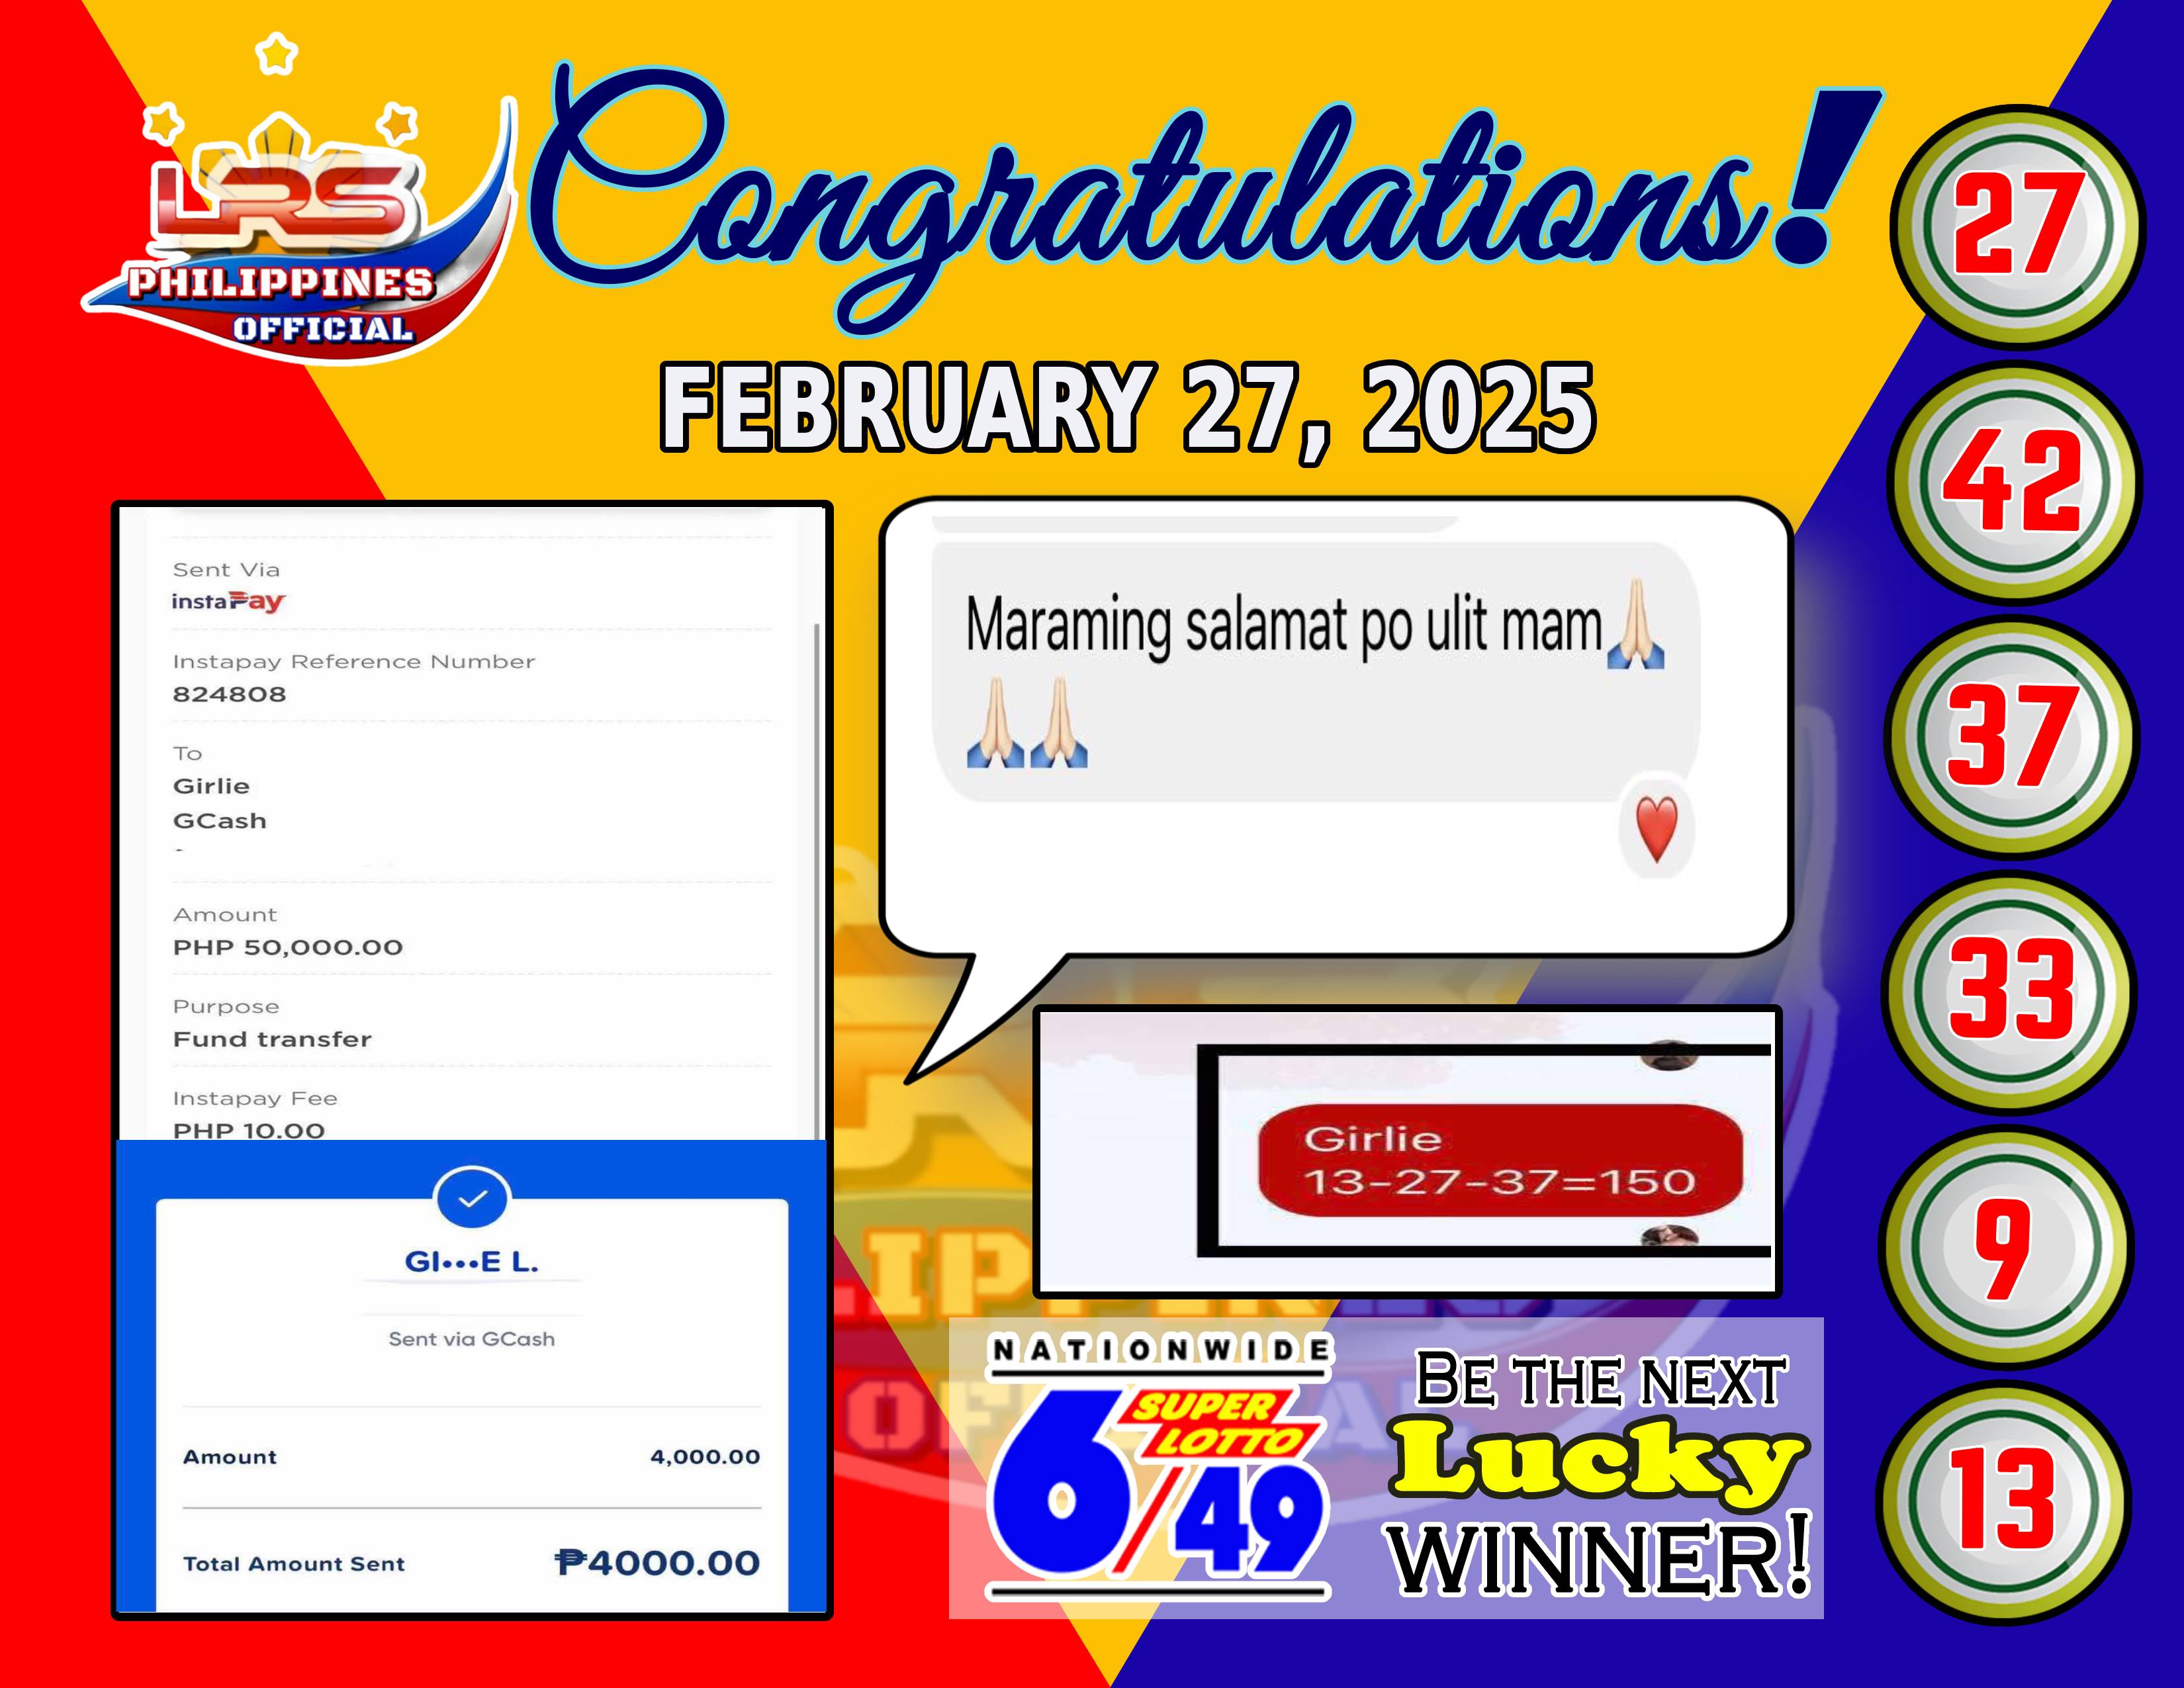 LRS
PHILIPPINES
OFFICIAL
Congratulations!
FEBRUARY 27, 2025
Sent Via
instaPay
Instapay Reference Number
824808
To
Girlie
GCash
-
Amount
PHP 50,000.00
Purpose
Fund transfer
Instapay Fee
PHP 10.00
GI•••E L.
Sent via GCash
Amount 4,000.00
Total Amount Sent ₱4000.00
Maraming salamat po ulit mam🙏🏻
🙏🏻🙏🏻
❤️
Girlie
13-27-37=150
NATIONWIDE
6/49
SUPER
LOTTO
BE THE NEXT
Lucky
WINNER!
27
42
37
33
9
13